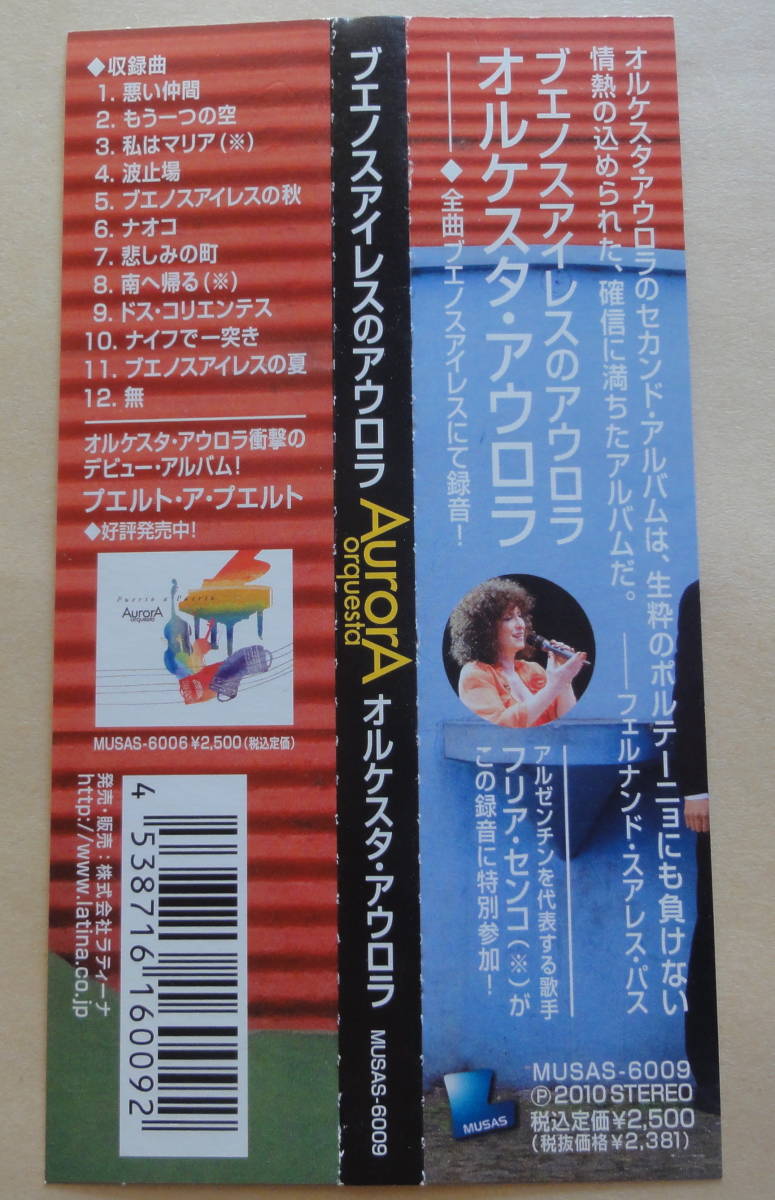 ◆収録曲
1. 悪い仲間
2. もう一つの空
3. 私はマリア(※)
4. 波止場
5. ブエノスアイレスの秋
6. ナオコ
7. 悲しみの町
8. 南へ帰る(※)
9. ドス・コリエンテス
10. ナイフで一突き
11. ブエノスアイレスの夏
12. 無
オルケスタ・アウロラ衝撃の
デビュー・アルバム!
プエルト・ア・プエルト
◆好評発売中!
Puerto a Puerto
AurorA
orquesta
MUSAS-6006 ¥2,500(税込定価)
4 538716 160092
発売・販売:株式会社ラティーナ
http://www.latina.co.jp
ブエノスアイレスのアウロラ
AurorA
orquesta
オルケスタ・アウロラ
MUSAS-6009
オルケスタ・アウロラのセカンド・アルバムは、生粋のポルテーニョにも負けない
情熱の込められた、確信に満ちたアルバムだ。 ——フェルナンド・スアレス・パス
ブエノスアイレスのアウロラ
オルケスタ・アウロラ
◆全曲ブエノスアイレスにて録音!
アルゼンチンを代表する歌手
フリア・センコ(※)が
この録音に特別参加!
MUSAS
MUSAS-6009
Ⓟ2010 STEREO
税込定価¥2,500
(税抜価格¥2,381)